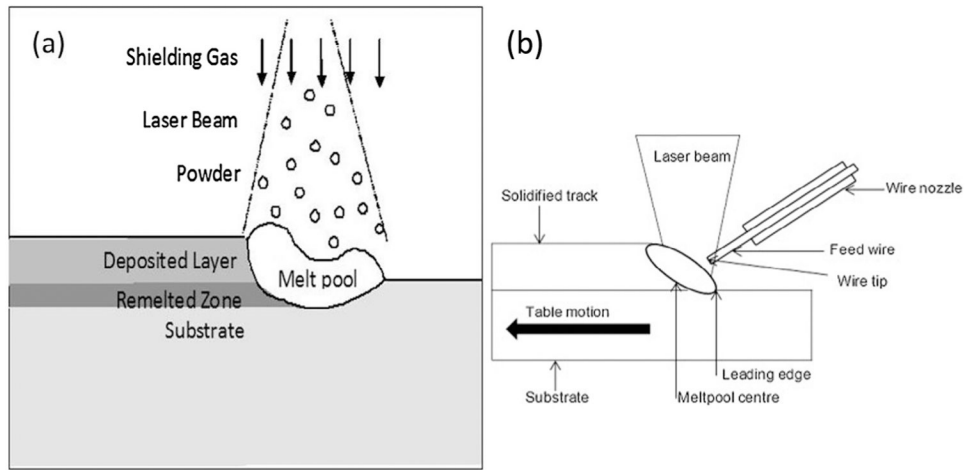 (a)
Shielding Gas
Laser Beam
Powder
Deposited Layer
Melt pool
Remelted Zone
Substrate
(b)
Laser beam
Wire nozzle
Solidified track
Feed wire
Wire tip
Table motion
Leading edge
Substrate
Meltpool centre